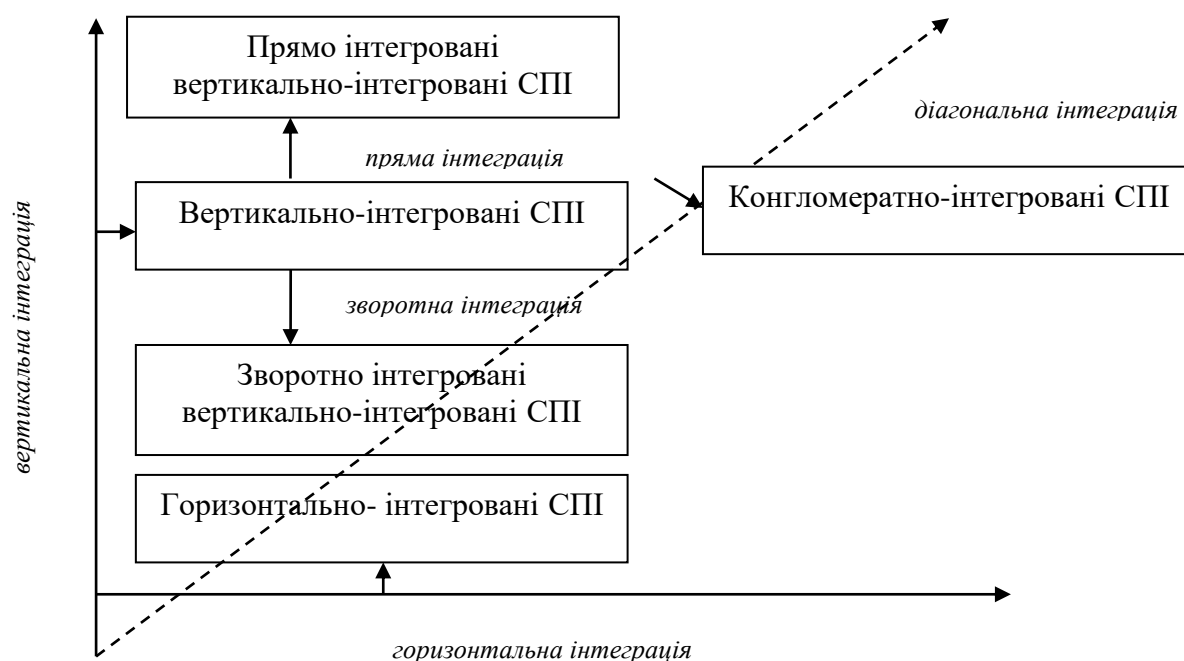 Прямо інтегровані
вертикально-інтегровані СПІ
діагональна інтеграція
пряма інтеграція
Вертикально-інтегровані СПІ
Конгломератно-інтегровані СПІ
вертикальна інтеграція
зворотна інтеграція
Зворотно інтегровані
вертикально-інтегровані СПІ
Горизонтально- інтегровані СПІ
горизонтальна інтеграція